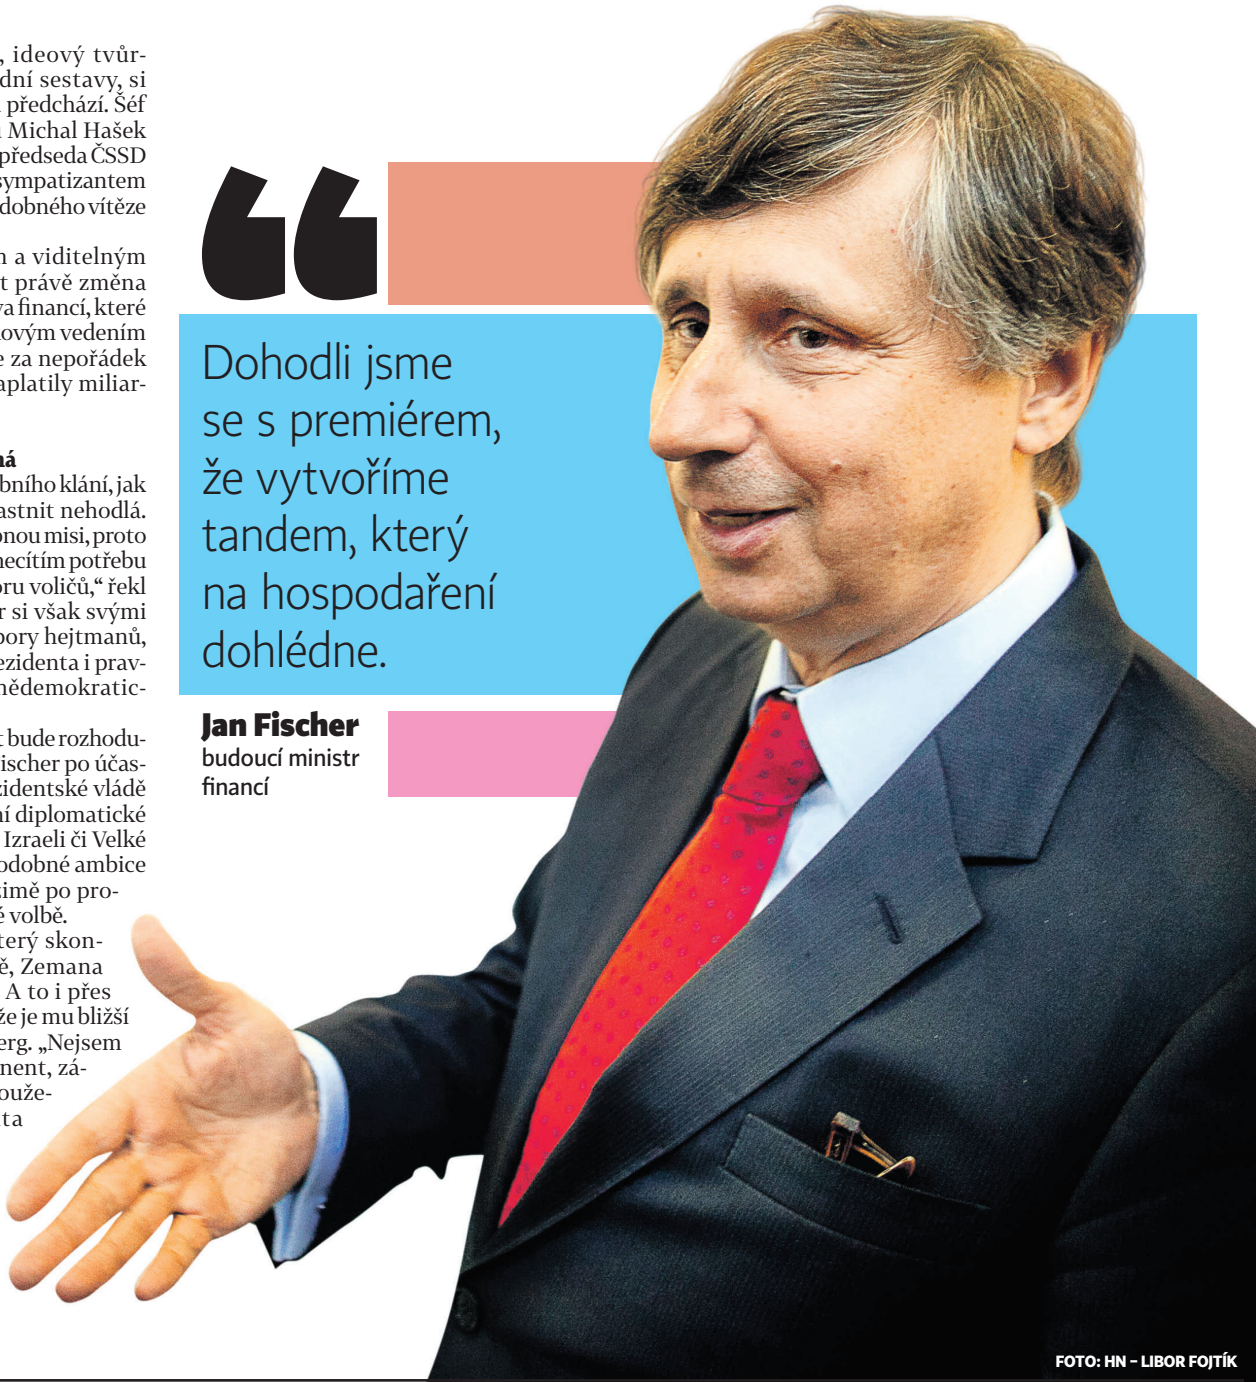 , ideový tvůr-
dní sestavy, si
předchází. Šéf
Michal Hašek
předseda ČSSD
sympatizantem
dobného vítěze
a viditelným
t právě změna
va financí, které
ovým vedením
e za nepořádek
aplatily miliar-
ná
bního klání, jak
astnit nehodlá.
bnou misi, proto
necítím potřebu
oru voličů,“ řekl
r si však svými
pory hejtmanů,
ezidenta i prav-
nědemokratic-
t bude rozhodu-
ischer po účas-
zidentské vládě
ní diplomatické
Izraeli či Velké
odobné ambice
zimě po pro-
é volbě.
terý skon-
ě, Zemana
A to i přes
že je mu bližší
erg. „Nejsem
nent, zá-
ouže-
ta
“
Dohodli jsme
se s premiérem,
že vytvoříme
tandem, který
na hospodaření
dohlédne.
Jan Fischer
budoucí ministr
financí
FOTO: HN – LIBOR FOJTÍK